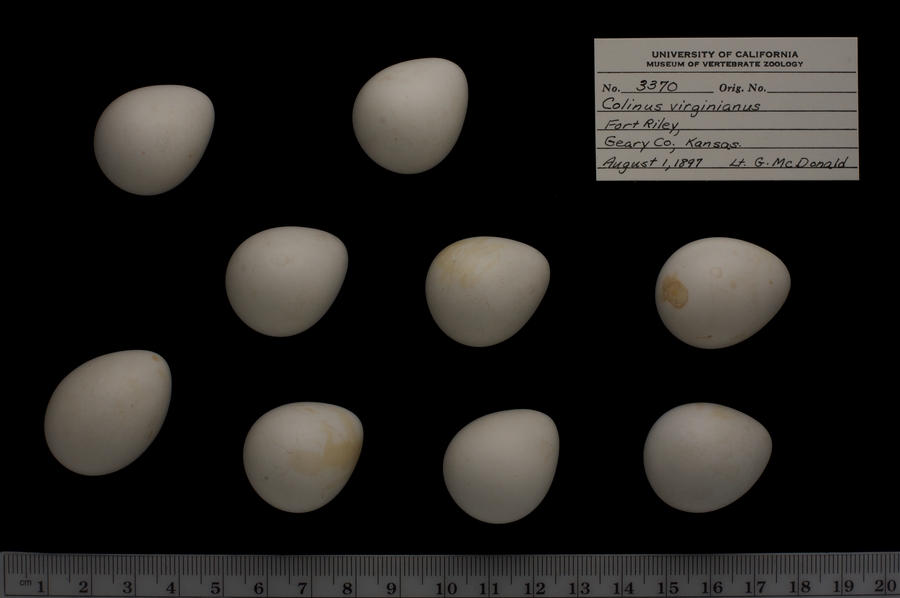 UNIVERSITY OF CALIFORNIA
MUSEUM OF VERTEBRATE ZOOLOGY
No. 3370 Orig. No.
Colinus virginianus
Fort Riley,
Geary Co; Kansas.
August 1, 1897 Lt. G. McDonald
cm 1 2 3 4 5 6 7 8 9 10 11 12 13 14 15 16 17 18 19 20